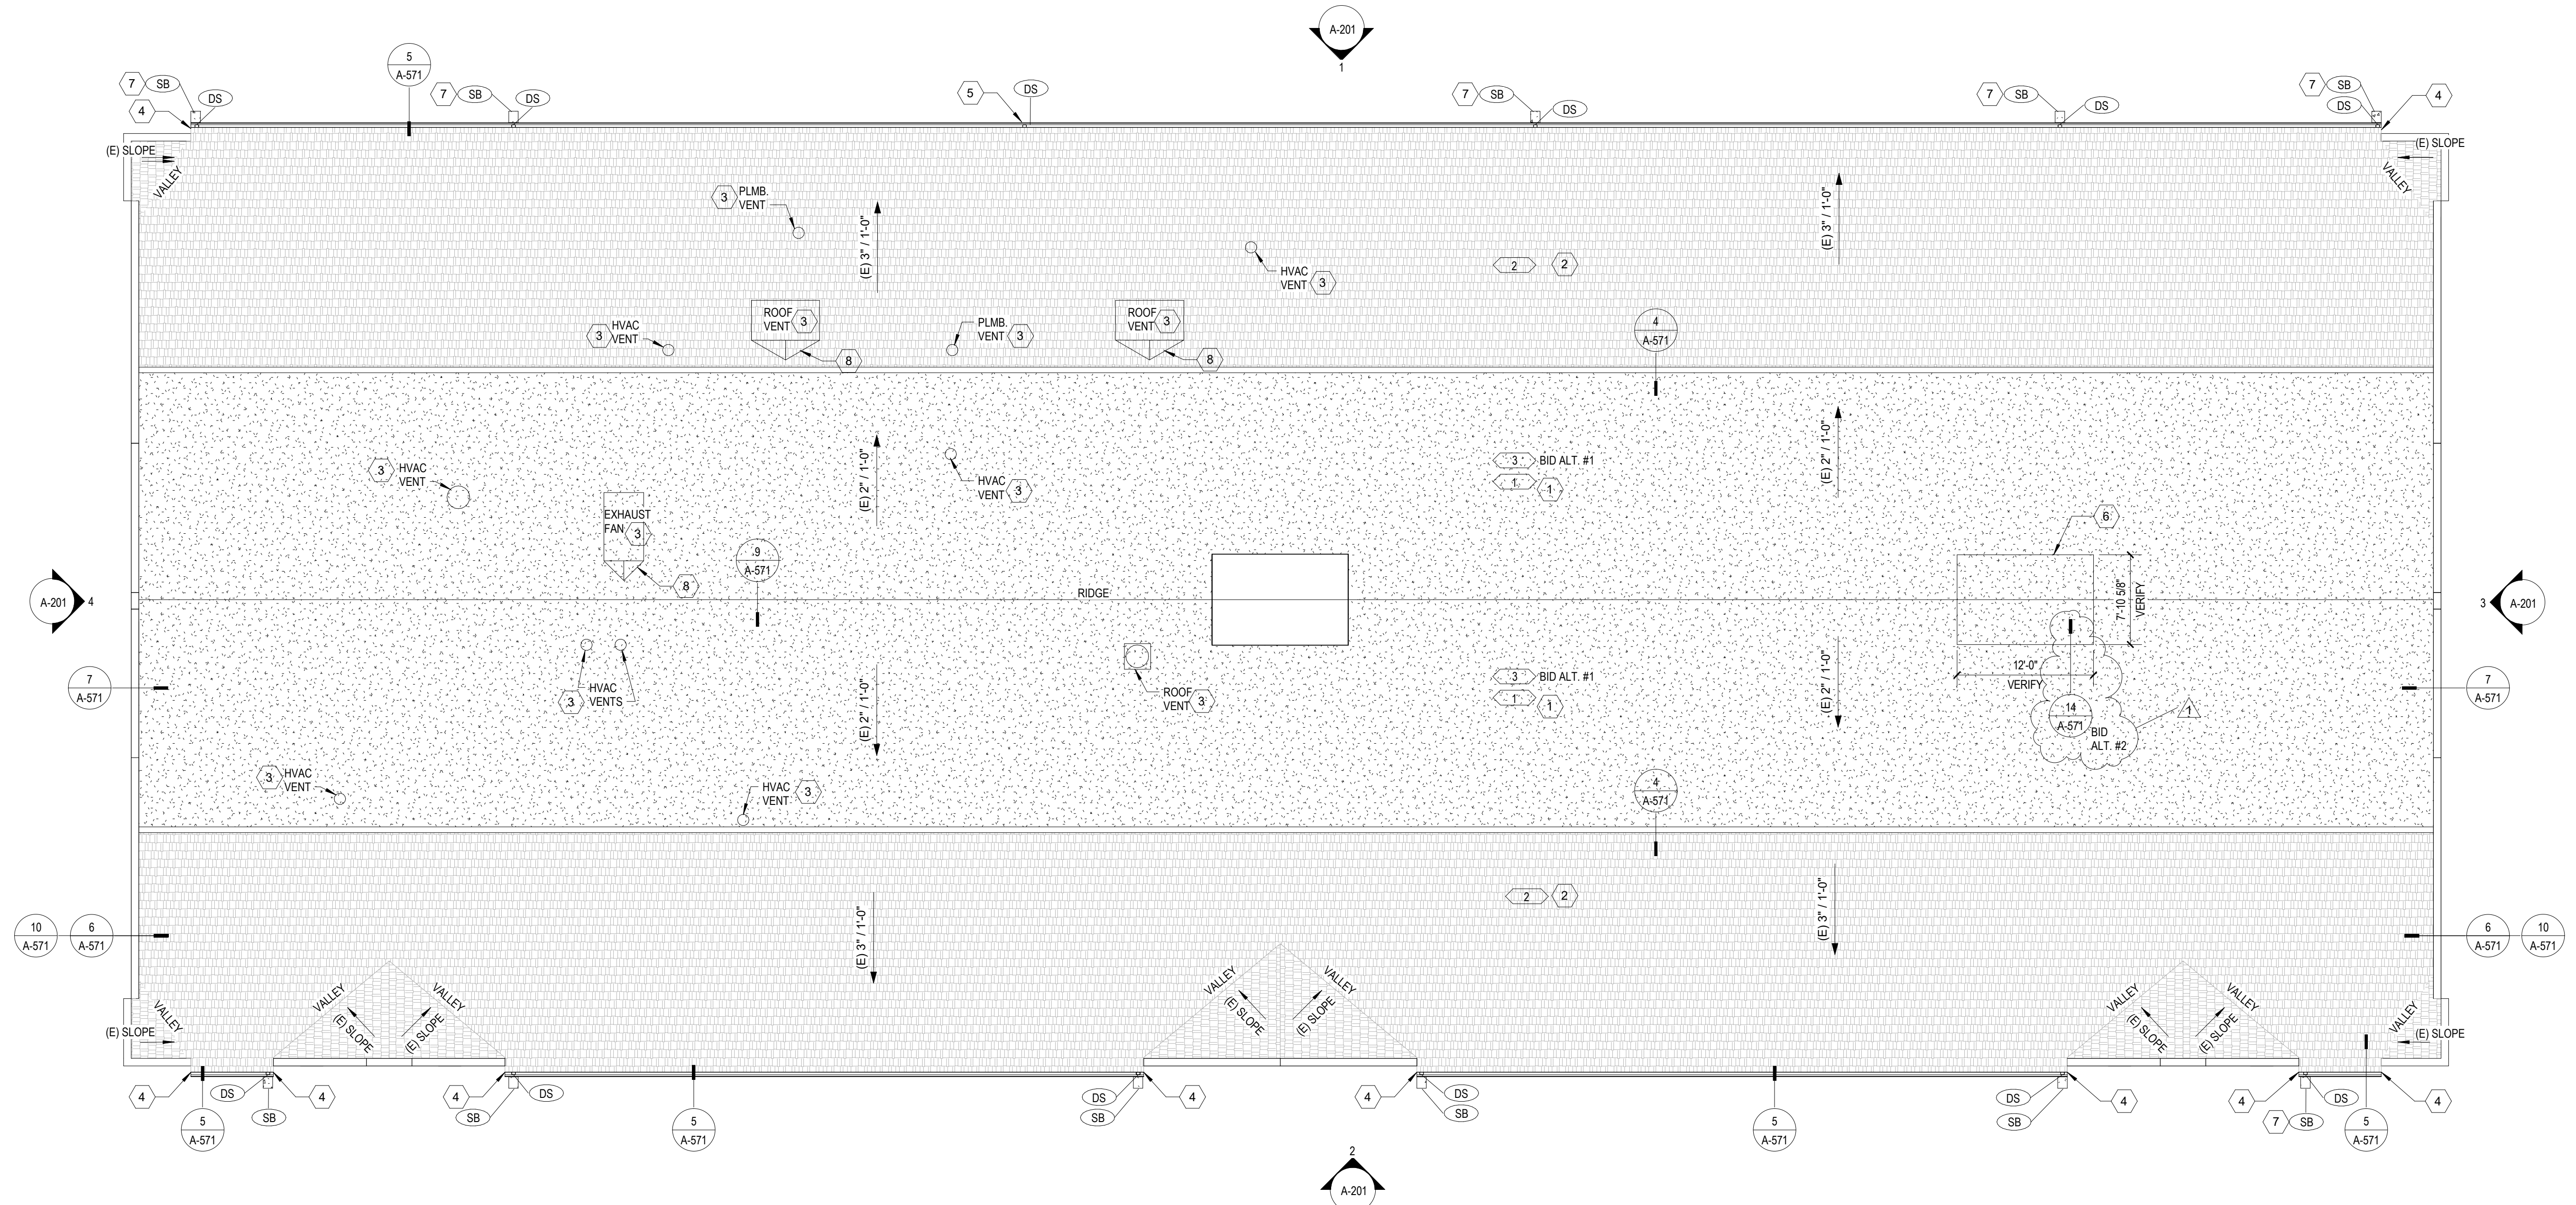 A-201
1
5
A-571
7 SB
DS
4
7 SB
DS
5
DS
7 SB
DS
7 SB
DS
7 SB
DS
4
(E) SLOPE
VALLEY
(E) SLOPE
VALLEY
3 PLMB.
VENT
(E) 3" / 1'-0"
HVAC
VENT 3
2 2
(E) 3" / 1'-0"
3 HVAC
VENT
ROOF
VENT 3
8
PLMB.
VENT 3
ROOF
VENT 3
8
4
A-571
3 HVAC
VENT
(E) 2" / 1'-0"
HVAC
VENT 3
3 BID ALT. #1
1 1
(E) 2" / 1'-0"
EXHAUST
FAN 3
8
9
A-571
6
7'-10 5/8"
VERIFY
A-201 4
RIDGE
3 A-201
7
A-571
3 HVAC
VENTS
(E) 2" / 1'-0"
ROOF
VENT 3
3 BID ALT. #1
1 1
(E) 2" / 1'-0"
12'-0"
VERIFY
14
A-571
BID
ALT. #2
1
7
A-571
3 HVAC
VENT
HVAC
VENT 3
4
A-571
10
A-571
6
A-571
(E) 3" / 1'-0"
2 2
(E) 3" / 1'-0"
6
A-571
10
A-571
(E) SLOPE
VALLEY
VALLEY
(E) SLOPE
VALLEY
(E) SLOPE
VALLEY
(E) SLOPE
VALLEY
(E) SLOPE
VALLEY
(E) SLOPE
VALLEY
(E) SLOPE
VALLEY
(E) SLOPE
4
5
A-571
DS
SB
4
4
SB
DS
5
A-571
DS
SB
4
4
DS
SB
5
A-571
DS
SB
4
4
7 SB
DS
5
A-571
4
2
A-201